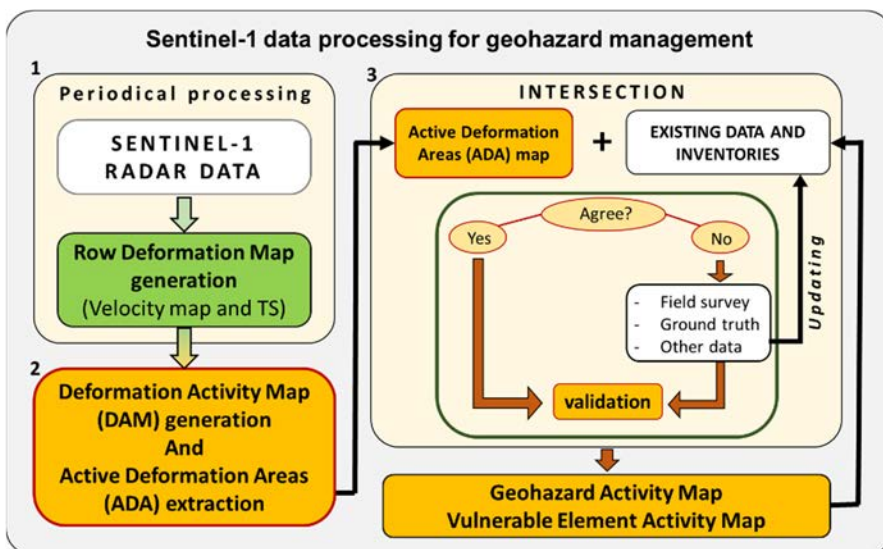 Sentinel-1 data processing for geohazard management
1
Periodical processing
SENTINEL-1
RADAR DATA
Row Deformation Map
generation
(Velocity map and TS)
2
Deformation Activity Map
(DAM) generation
And
Active Deformation Areas
(ADA) extraction
3
INTERSECTION
Active Deformation
Areas (ADA) map
+
EXISTING DATA AND
INVENTORIES
Agree?
Yes
No
- Field survey
- Ground truth
- Other data
Updating
validation
Geohazard Activity Map
Vulnerable Element Activity Map